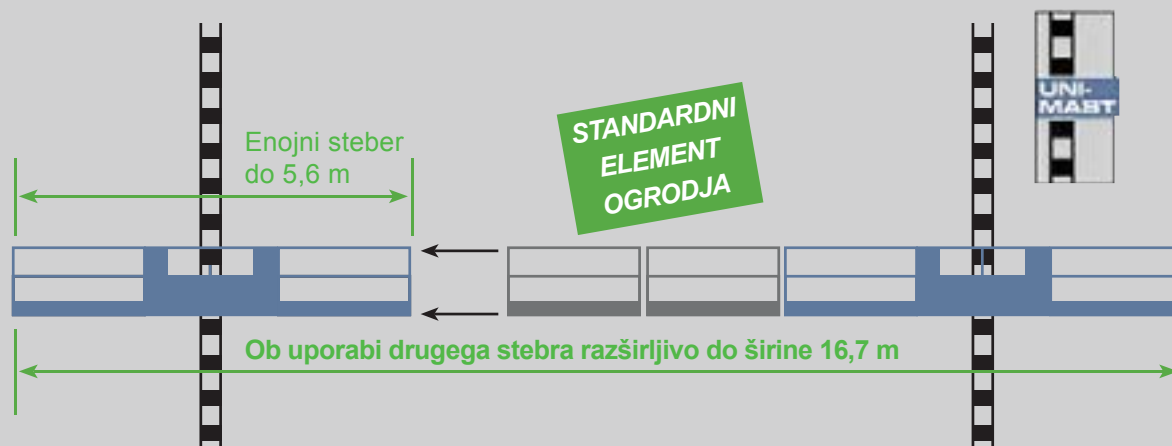 UNI-
MAST
STANDARDNI
ELEMENT
OGRODJA
Enojni steber
do 5,6 m
Ob uporabi drugega stebra razširljivo do širine 16,7 m